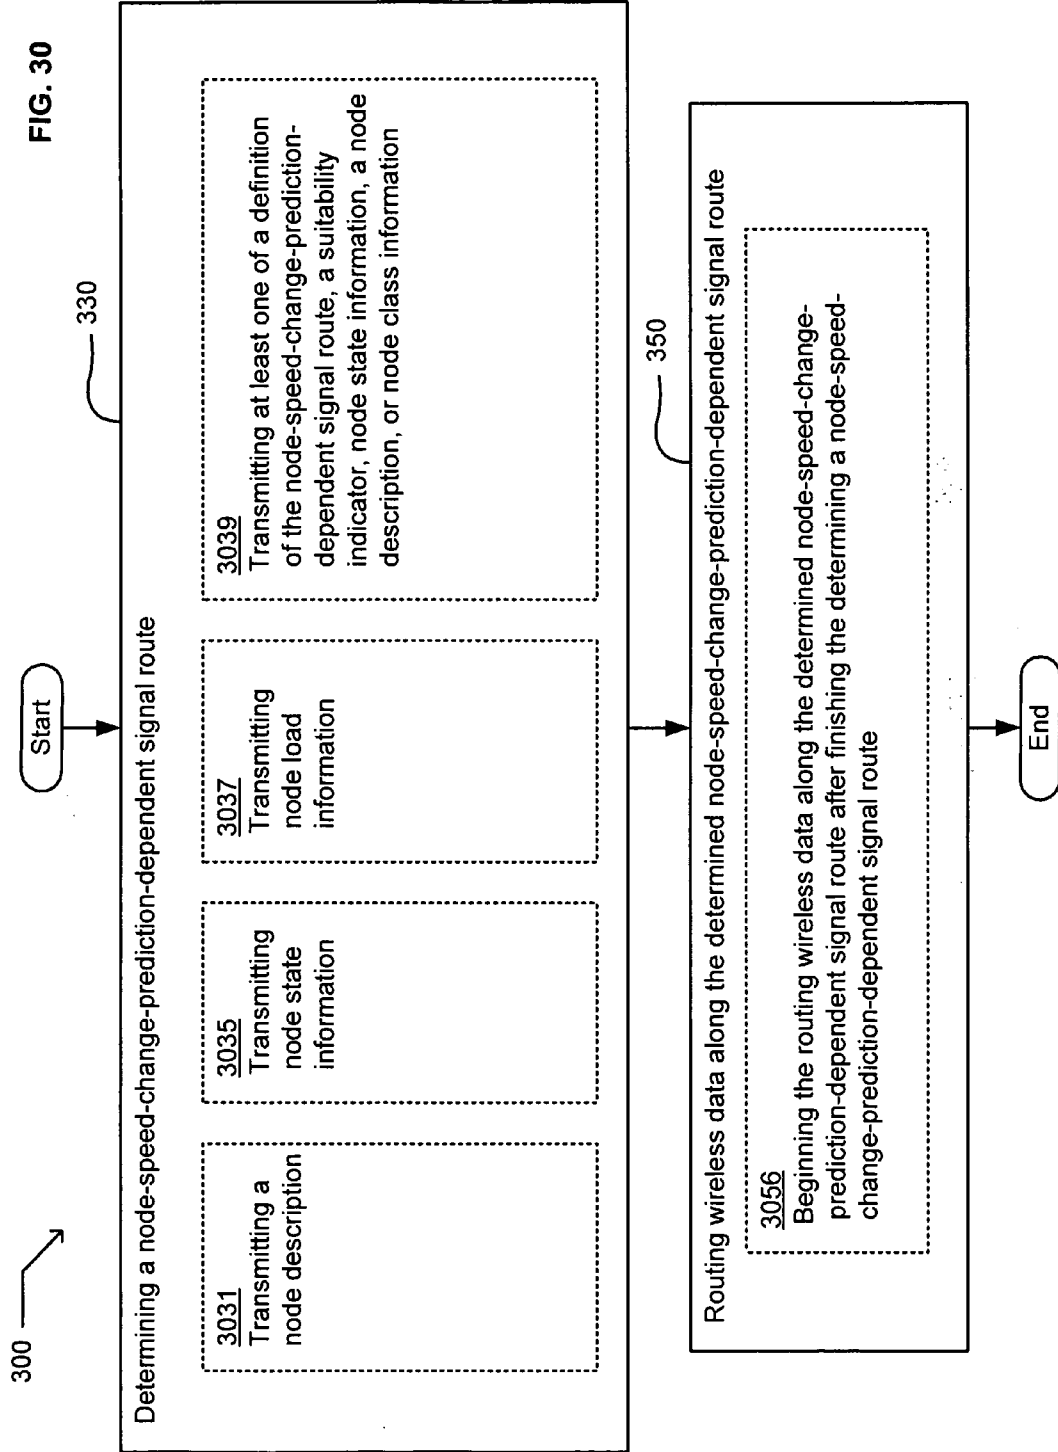 FIG. 30
300
Start
330
Determining a node-speed-change-prediction-dependent signal route
3031
Transmitting a
node description
3035
Transmitting
node state
information
3037
Transmitting
node load
information
3039
Transmitting at least one of a definition
of the node-speed-change-prediction-
dependent signal route, a suitability
indicator, node state information, a node
description, or node class information
350
Routing wireless data along the determined node-speed-change-prediction-dependent signal route
3056
Beginning the routing wireless data along the determined node-speed-change-
prediction-dependent signal route after finishing the determining a node-speed-
change-prediction-dependent signal route
End